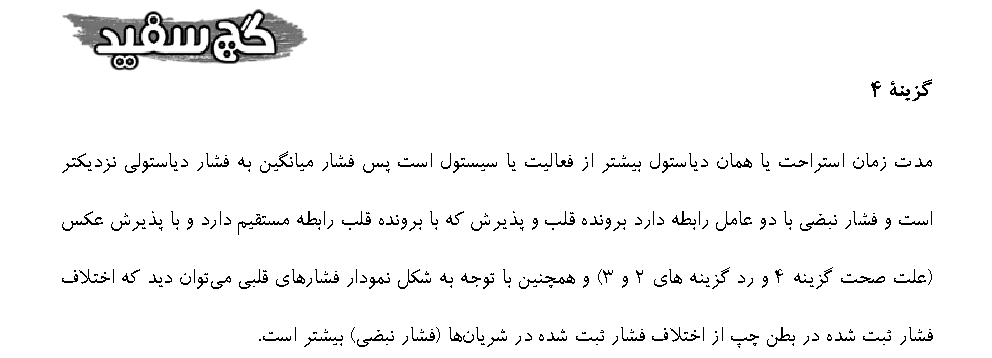 گچ سفید
گزینهٔ ۴
مدت زمان استراحت یا همان دیاستول بیشتر از فعالیت یا سیستول است پس فشار میانگین به فشار دیاستولی نزدیکتر
است و فشار نبضی با دو عامل رابطه دارد برونده قلب و پذیرش که با برونده قلب رابطه مستقیم دارد و با پذیرش عکس
(علت صحت گزینه ۴ و رد گزینه های ۲ و ۳) و همچنین با توجه به شکل نمودار فشارهای قلبی می‌توان دید که اختلاف
فشار ثبت شده در بطن چپ از اختلاف فشار ثبت شده در شریان‌ها (فشار نبضی) بیشتر است.